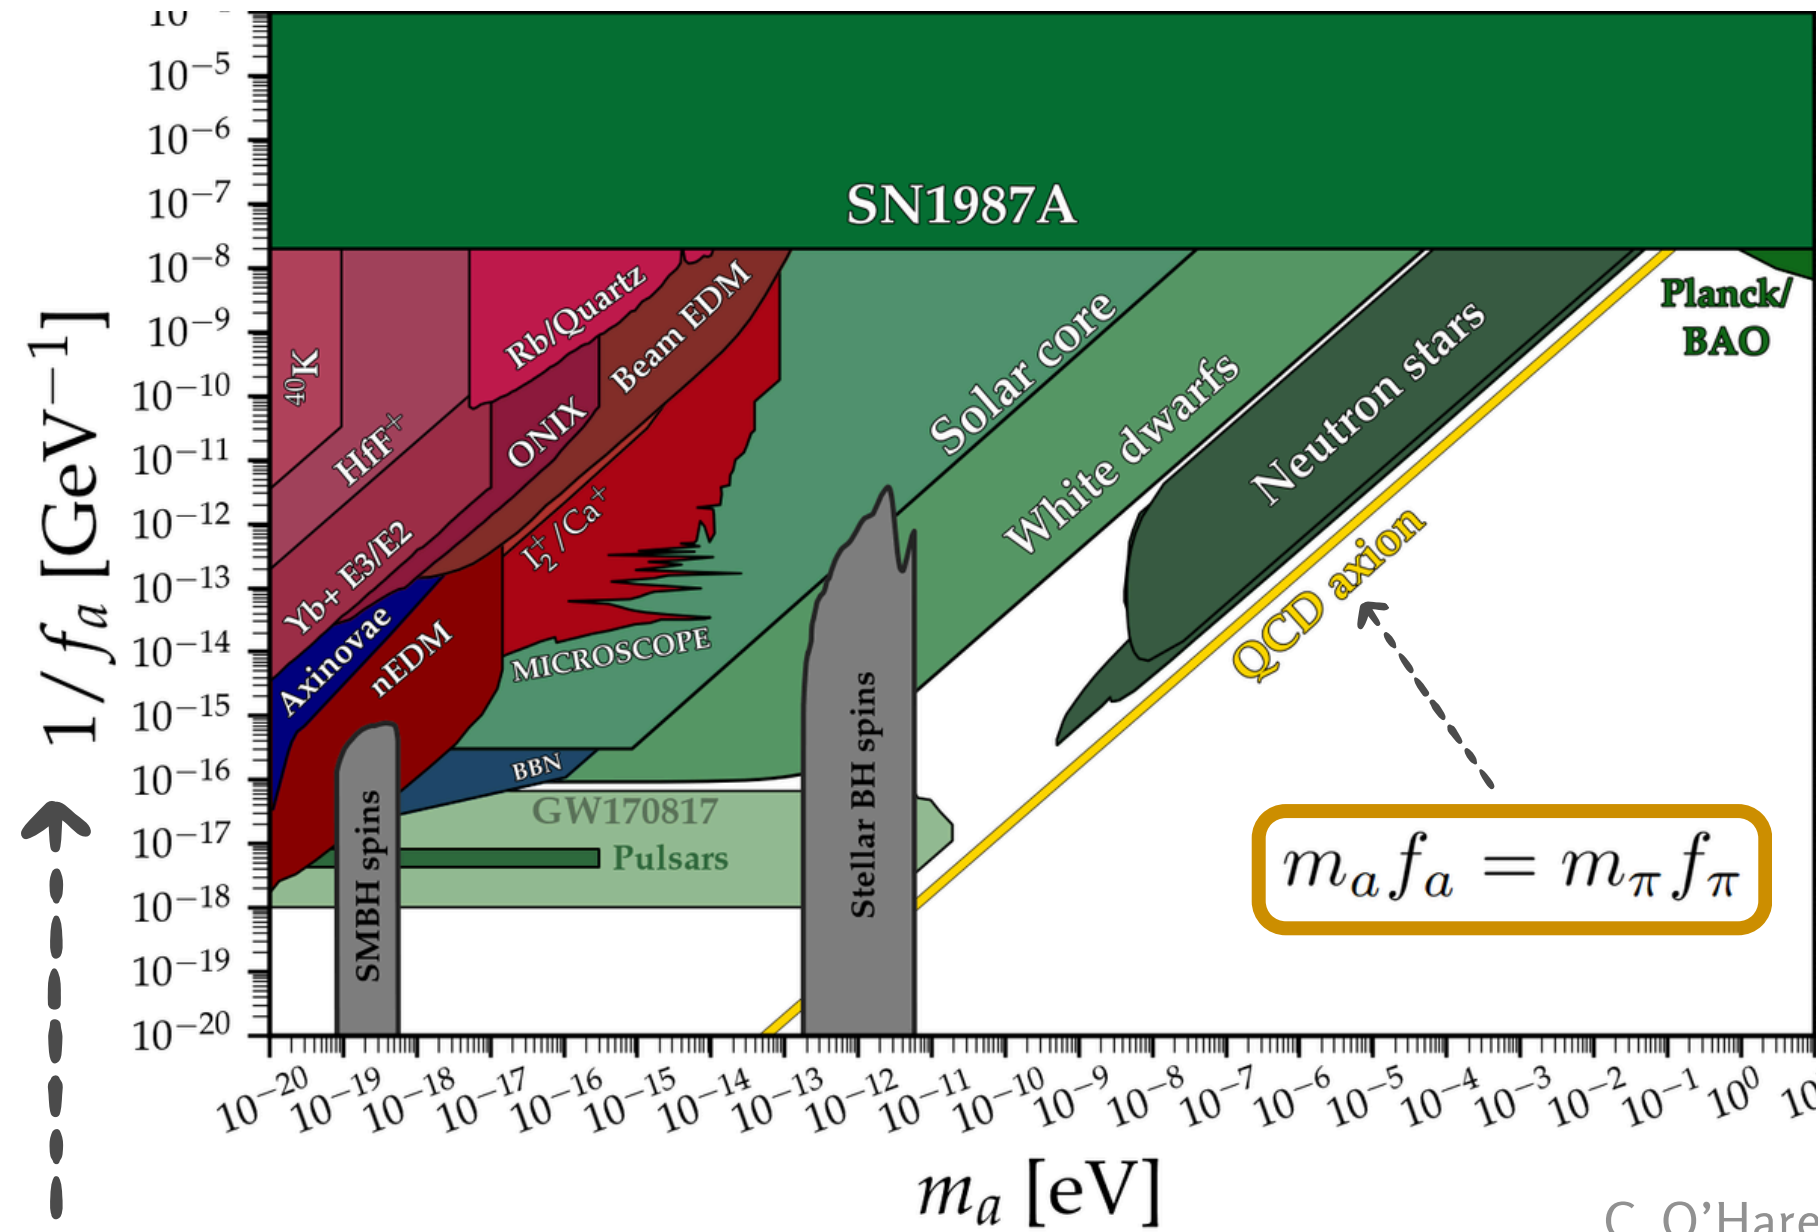 10
10⁻⁵
10⁻⁶
10⁻⁷
10⁻⁸
10⁻⁹
10⁻¹⁰
10⁻¹¹
10⁻¹²
10⁻¹³
10⁻¹⁴
10⁻¹⁵
10⁻¹⁶
10⁻¹⁷
10⁻¹⁸
10⁻¹⁹
10⁻²⁰
1/fₐ [GeV⁻¹]
SN1987A
Planck/
BAO
⁴⁰K
HfF⁺
Rb/Quartz
Beam EDM
ONIX
Yb+ E3/E2
I₂⁺/Ca⁺
Axinovae
nEDM
MICROSCOPE
Solar core
White dwarfs
Neutron stars
QCD axion
BBN
GW170817
Pulsars
SMBH spins
Stellar BH spins
mₐfₐ = m_π f_π
10⁻²⁰
10⁻¹⁹
10⁻¹⁸
10⁻¹⁷
10⁻¹⁶
10⁻¹⁵
10⁻¹⁴
10⁻¹³
10⁻¹²
10⁻¹¹
10⁻¹⁰
10⁻⁹
10⁻⁸
10⁻⁷
10⁻⁶
10⁻⁵
10⁻⁴
10⁻³
10⁻²
10⁻¹
10⁰
mₐ [eV]
C. O'Hare